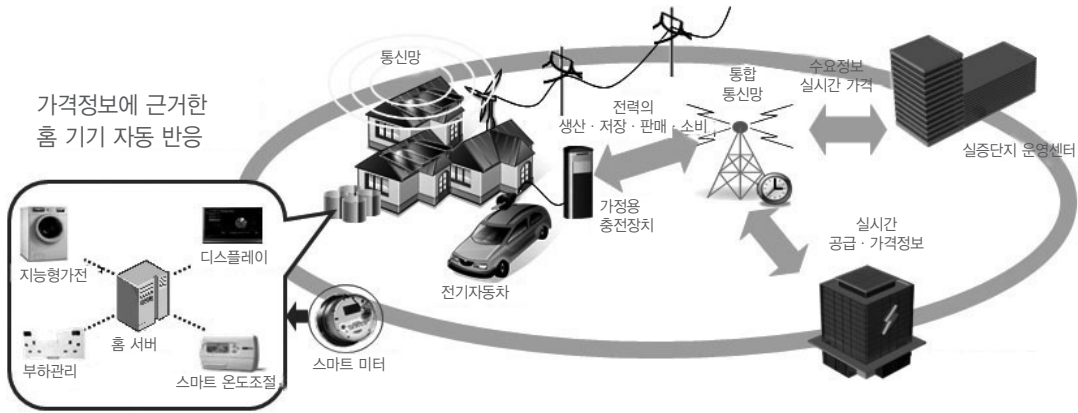 통신망
가격정보에 근거한
홈 기기 자동 반응
전력의
생산 · 저장 · 판매 · 소비
통합
통신망
수요정보
실시간 가격
실증단지 운영센터
가정용
충전장치
실시간
공급 · 가격정보
전기자동차
지능형가전
디스플레이
홈 서버
부하관리
스마트 온도조절
스마트 미터